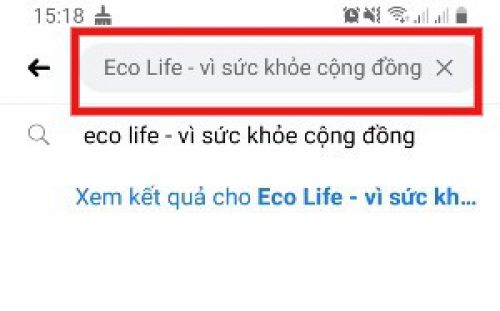 15:18
Eco Life - vì sức khỏe cộng đồng
eco life - vì sức khỏe cộng đồng
Xem kết quả cho Eco Life - vì sức kh...